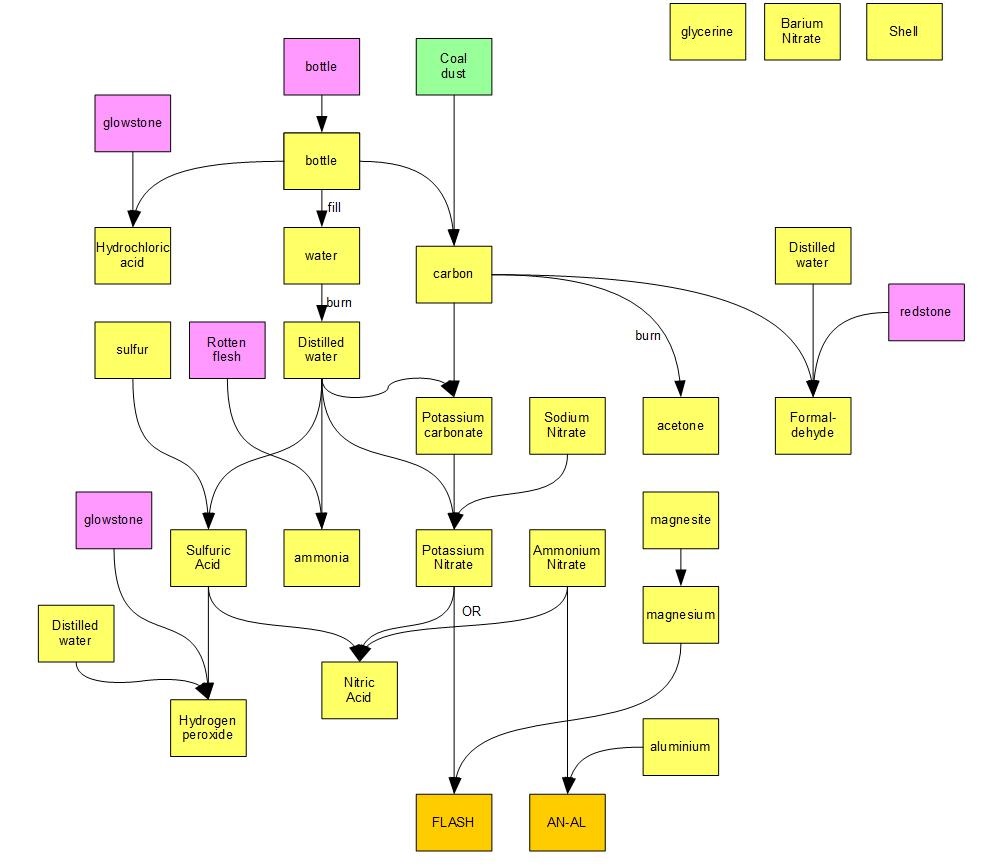 glycerine
Barium
Nitrate
Shell
bottle
Coal
dust
glowstone
bottle
fill
Hydrochloric
acid
water
carbon
Distilled
water
burn
redstone
sulfur
Rotten
flesh
Distilled
water
burn
Potassium
carbonate
Sodium
Nitrate
acetone
Formal-
dehyde
glowstone
magnesite
Sulfuric
Acid
ammonia
Potassium
Nitrate
Ammonium
Nitrate
OR
magnesium
Distilled
water
Nitric
Acid
Hydrogen
peroxide
aluminium
FLASH
AN-AL